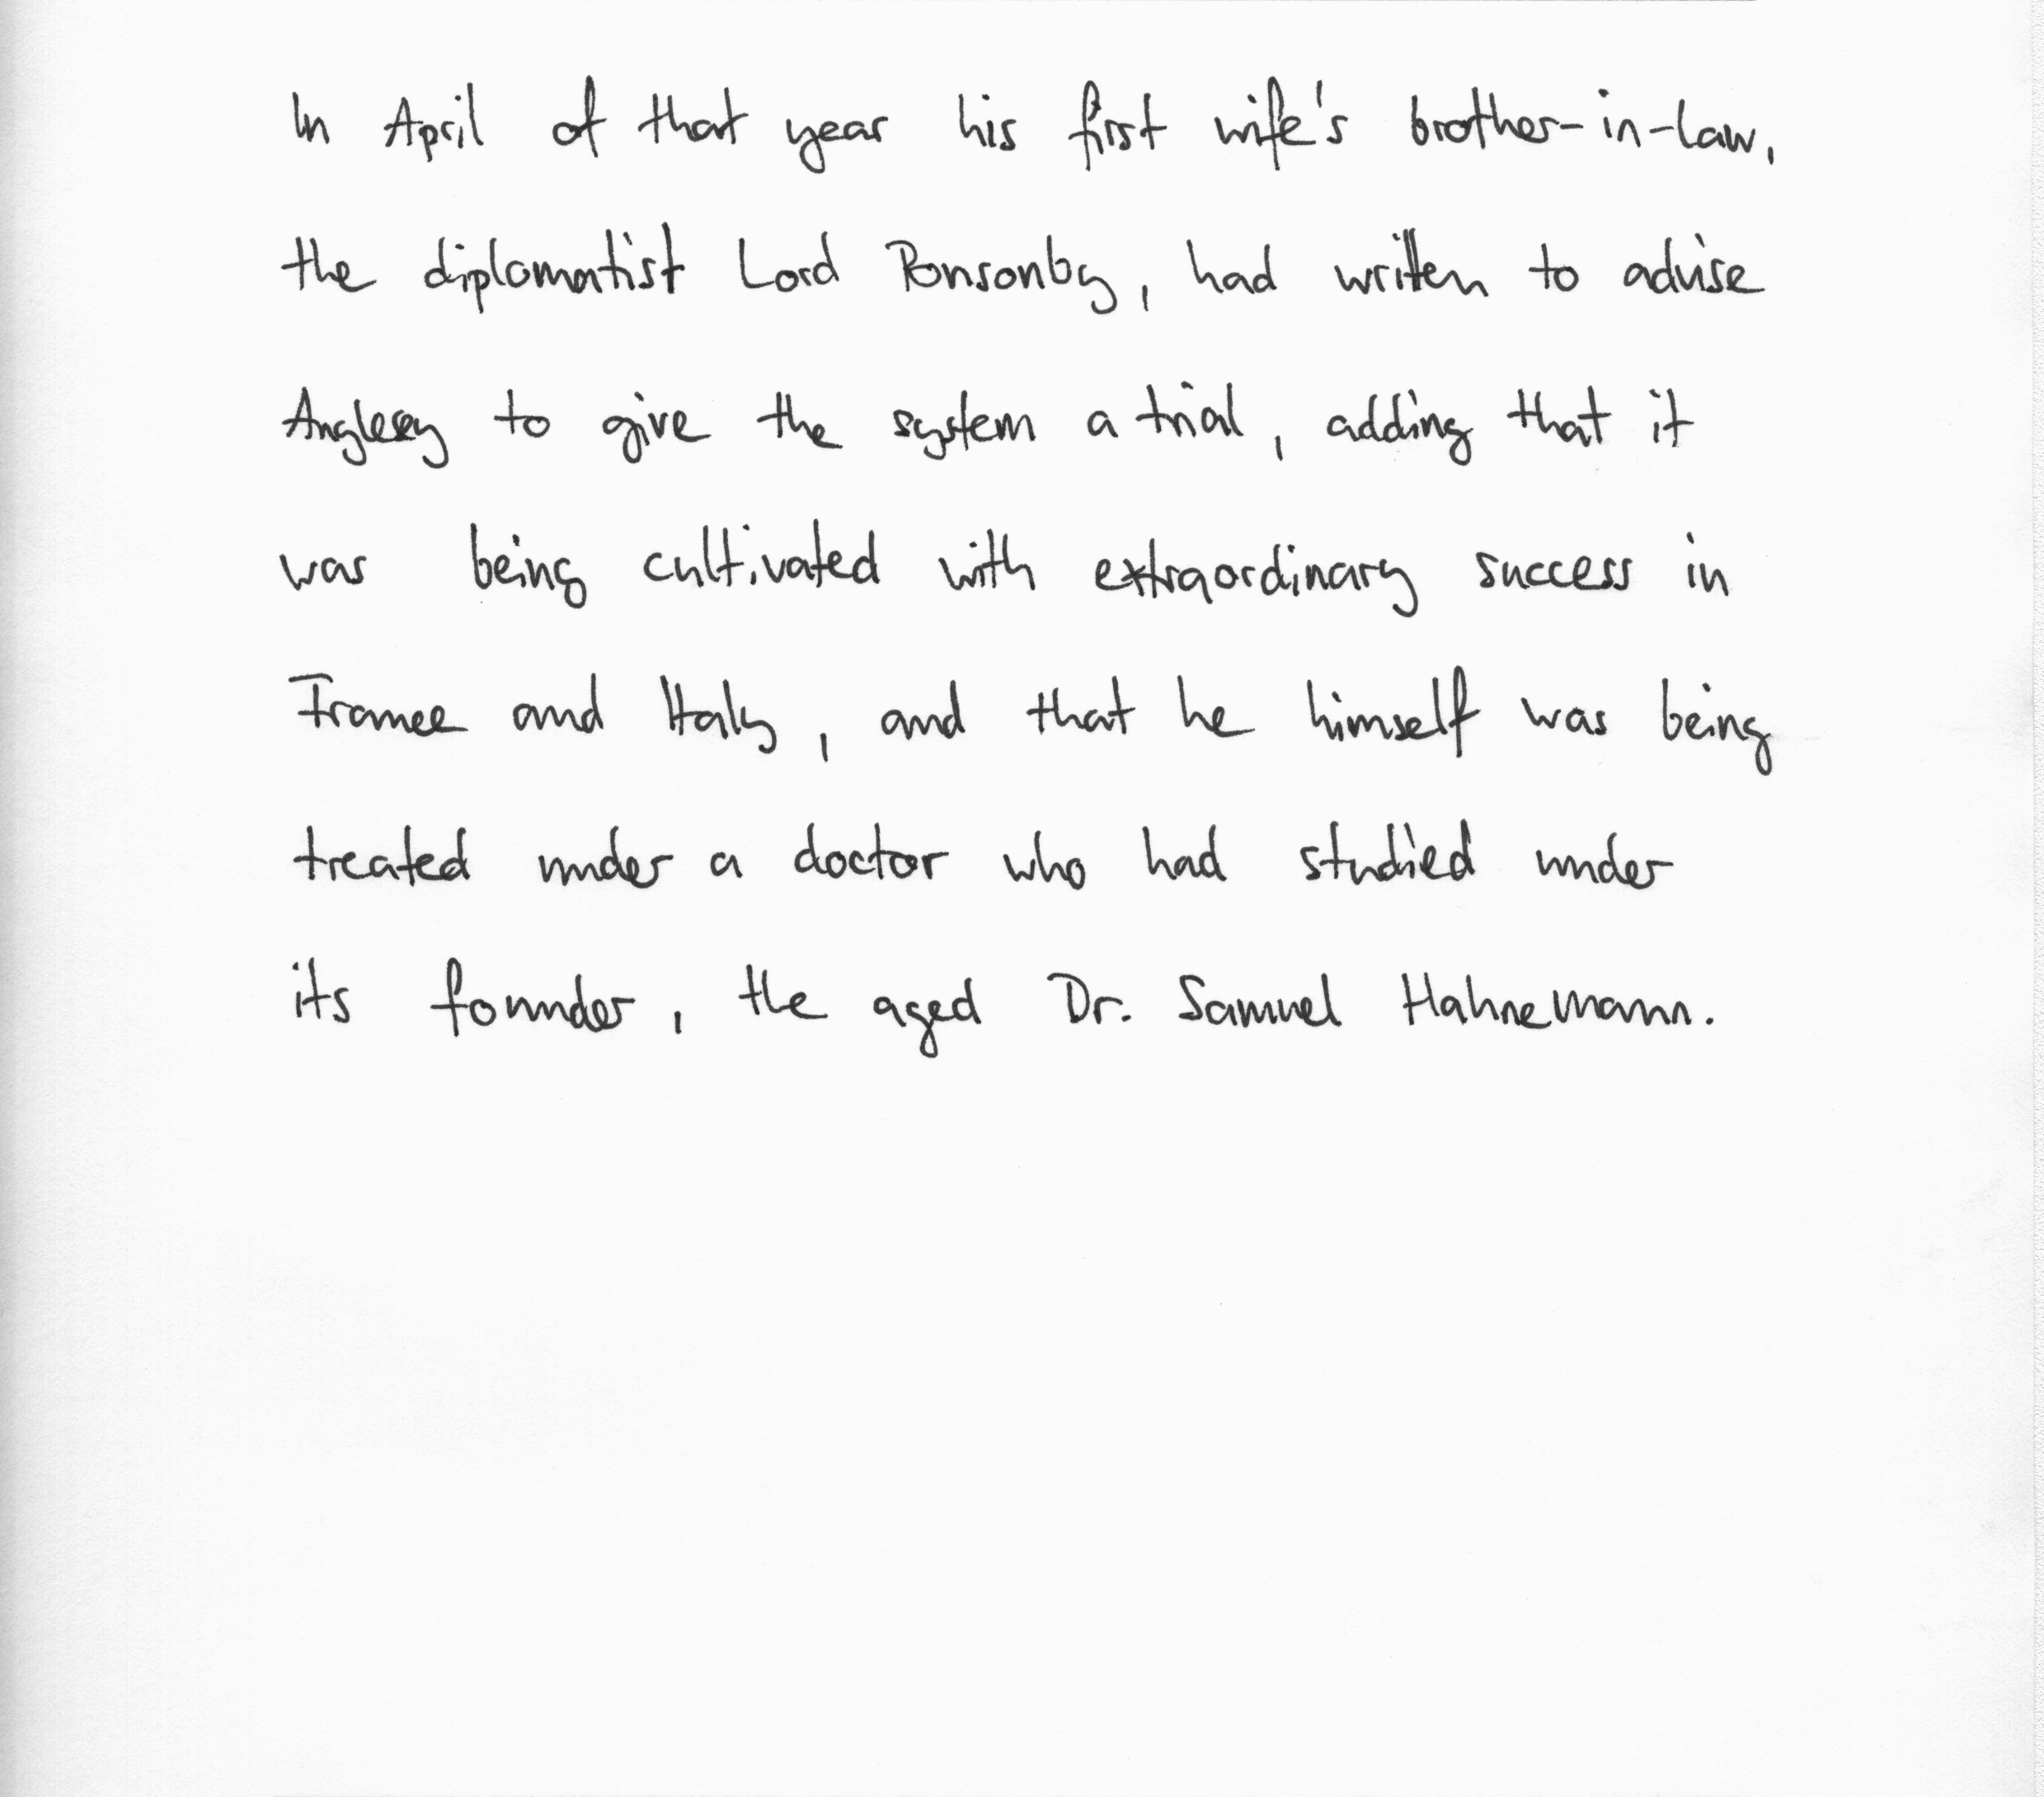 In April of that year his first wife's brother-in-law,
the diplomatist Lord Ponsonby, had written to advise
Anglesey to give the system a trial, adding that it
was being cultivated with extraordinary success in
France and Italy, and that he himself was being
treated under a doctor who had studied under
its founder, the aged Dr. Samuel Hahnemann.